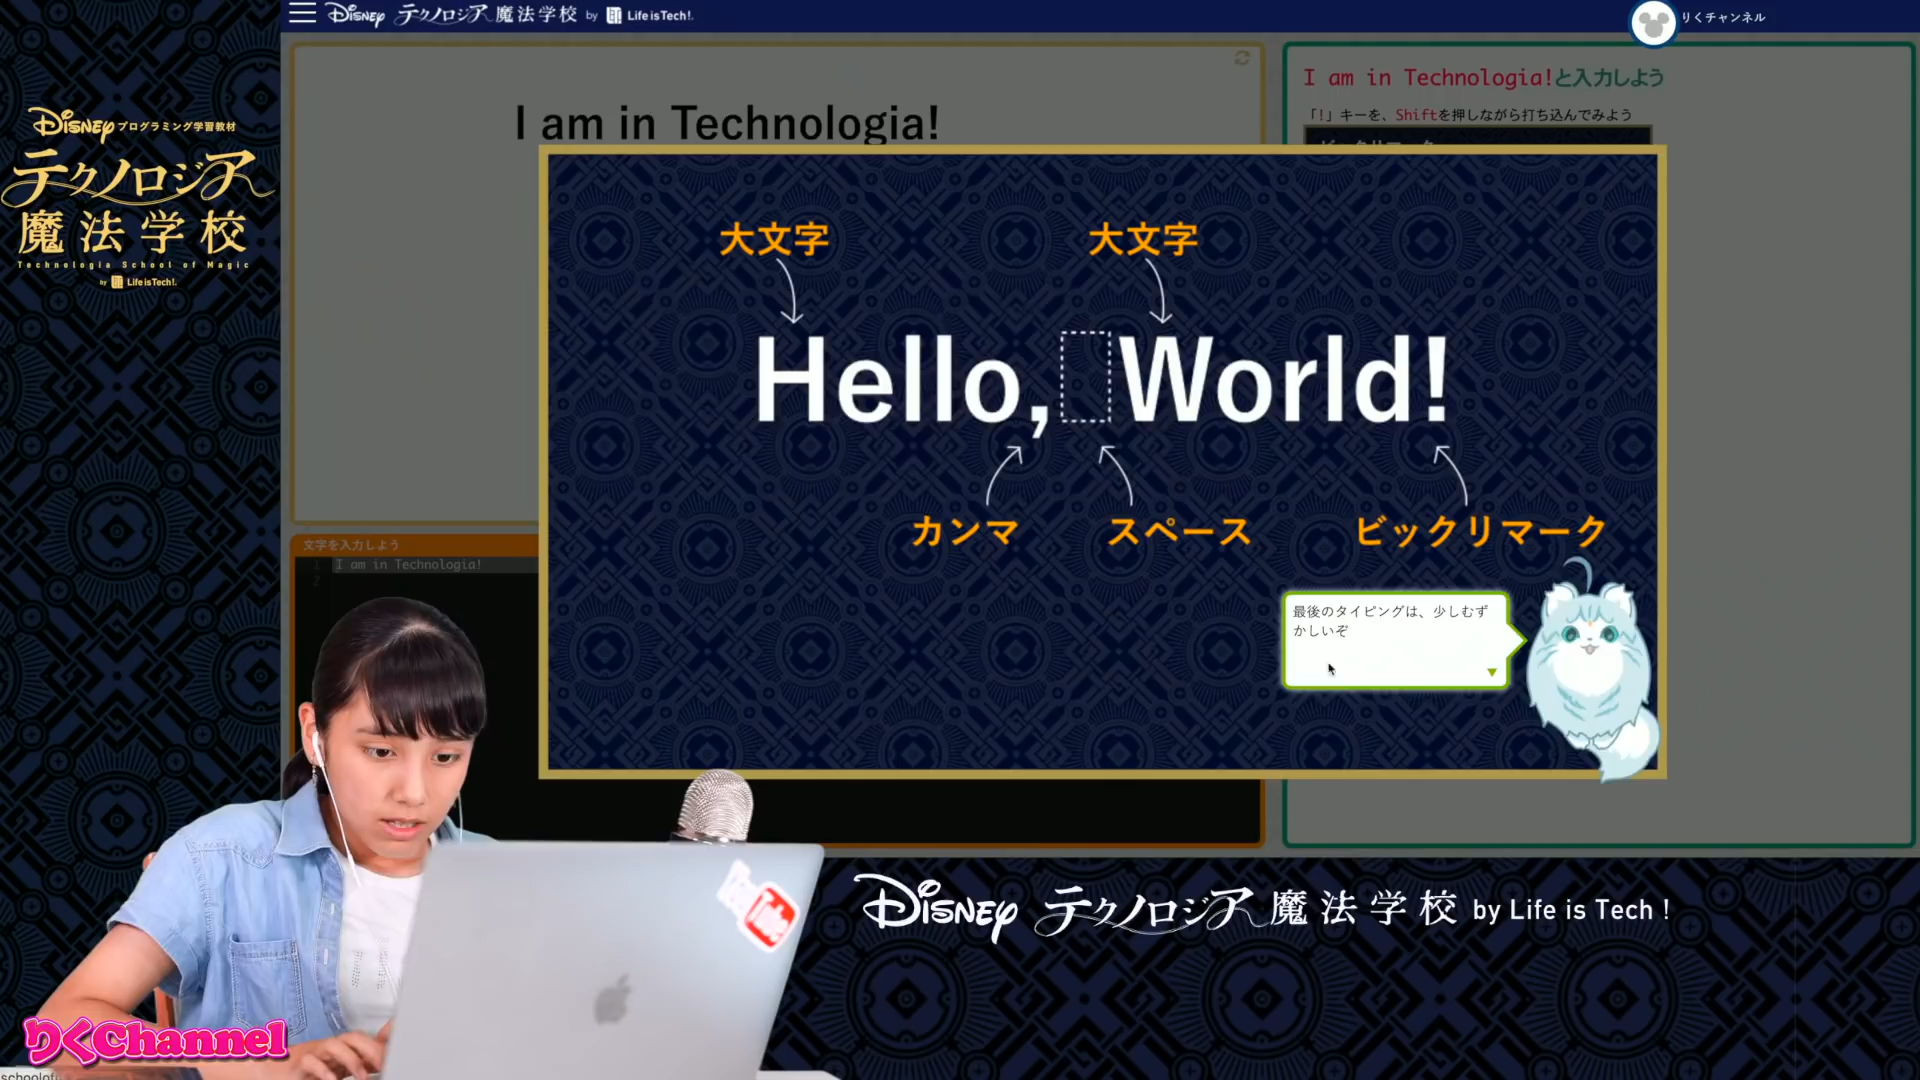 Disney テクノロジア魔法学校 by Life is Tech!.
りくチャンネル
Disney プログラミング学習教材
テクノロジア
魔法学校
Technologia School of Magic
by Life is Tech!.
I am in Technologia!
I am in Technologia!と入力しよう
「!」キーを、Shiftを押しながら打ち込んでみよう
大文字 大文字
Hello, World!
カンマ スペース ビックリマーク
最後のタイピングは、少しむず
かしいぞ
文字を入力しよう
1 I am in Technologia!
2
Disney テクノロジア魔法学校 by Life is Tech !
りくChannel